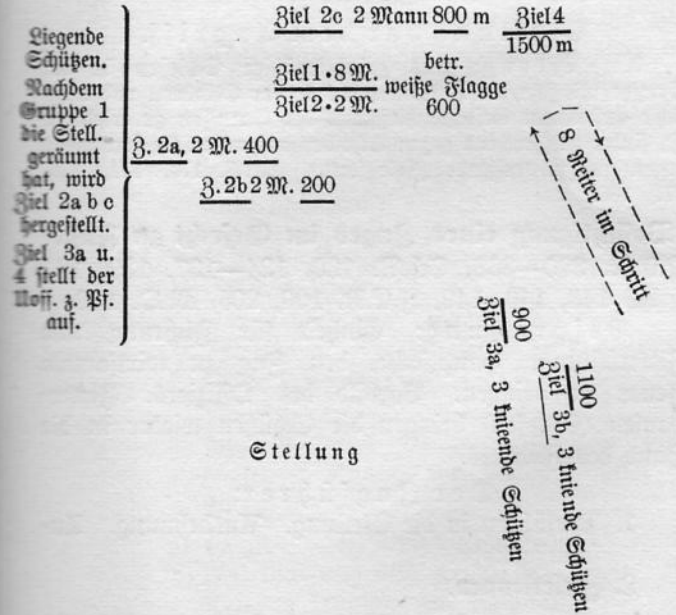 Liegende
Schützen.
Nachdem
Gruppe 1
die Stell.
geräumt
hat, wird
Ziel 2a b c
hergestellt.
Ziel 3a u.
4 stellt der
Uoff. z. Pf.
auf.
Ziel 2c 2 Mann 800 m
Ziel 4
1500 m
Ziel 1·8 M.
Ziel 2·2 M.
betr.
weiße Flagge
600
Z. 2a, 2 M. 400
Z. 2b 2 M. 200
8 Reiter im Schritt
900
Ziel 3a, 3 knieende Schützen
1100
Ziel 3b, 3 kniende Schützen
Stellung